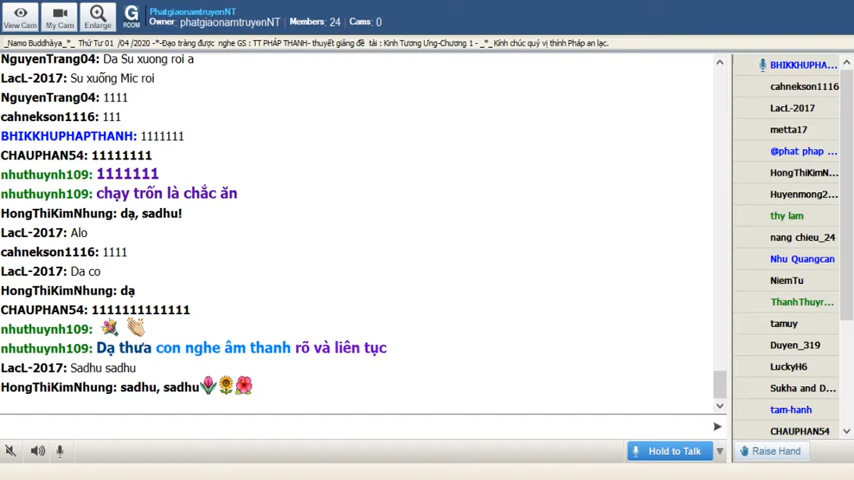 View Cam
My Cam
Enlarge
G
ROOM
PhatgiaonamtruyenNT
Owner: phatgiaonamtruyenNT Members: 24 Cams: 0
_Namo Buddhàya_*_ Thứ Tư 01 /04 /2020 -*-Đạo tràng được nghe GS : TT PHÁP THANH- thuyết giảng đề tài : Kinh Tương Ưng-Chương 1 - _*_ Kính chúc quý vị thính Pháp an lạc.
NguyenTrang04: Da Su xuong roi a
LacL-2017: Su xuống Mic roi
NguyenTrang04: 1111
cahnekson1116: 111
BHIKKHUPHAPTHANH: 1111111
CHAUPHAN54: 11111111
nhuthuynh109: 1111111
nhuthuynh109: chạy trốn là chắc ăn
HongThiKimNhung: dạ, sadhu!
LacL-2017: Alo
cahnekson1116: 1111
LacL-2017: Da co
HongThiKimNhung: dạ
CHAUPHAN54: 1111111111111
nhuthuynh109:
nhuthuynh109: Dạ thưa con nghe âm thanh rõ và liên tục
LacL-2017: Sadhu sadhu
HongThiKimNhung: sadhu, sadhu
BHIKKHUPHA...
cahnekson1116
LacL-2017
metta17
@phat phap ...
HongThiKimN...
Huyenmong2...
thy lam
nang chieu_24
Nhu Quangcan
NiemTu
ThanhThuyr...
tamuy
Duyen_319
LuckyH6
Sukha and D...
tam-hanh
CHAUPHAN54
Hold to Talk
Raise Hand